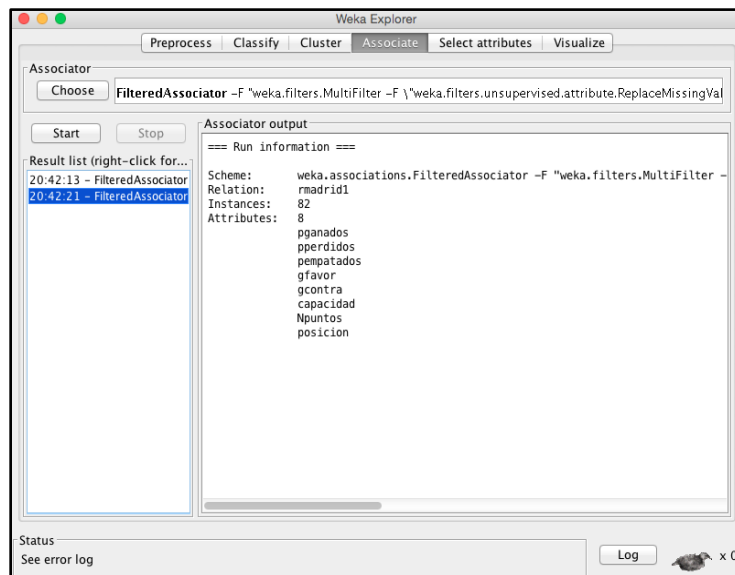 Weka Explorer
Preprocess Classify Cluster Associate Select attributes Visualize
Associator
Choose FilteredAssociator -F "weka.filters.MultiFilter -F \"weka.filters.unsupervised.attribute.ReplaceMissingVal
Start Stop
Result list (right-click for...
20:42:13 - FilteredAssociator
20:42:21 - FilteredAssociator
Associator output
=== Run information ===
Scheme: weka.associations.FilteredAssociator -F "weka.filters.MultiFilter -
Relation: rmadrid1
Instances: 82
Attributes: 8
pganados
pperdidos
pempatados
gfavor
gcontra
capacidad
Npuntos
posicion
Status
See error log
Log x 0